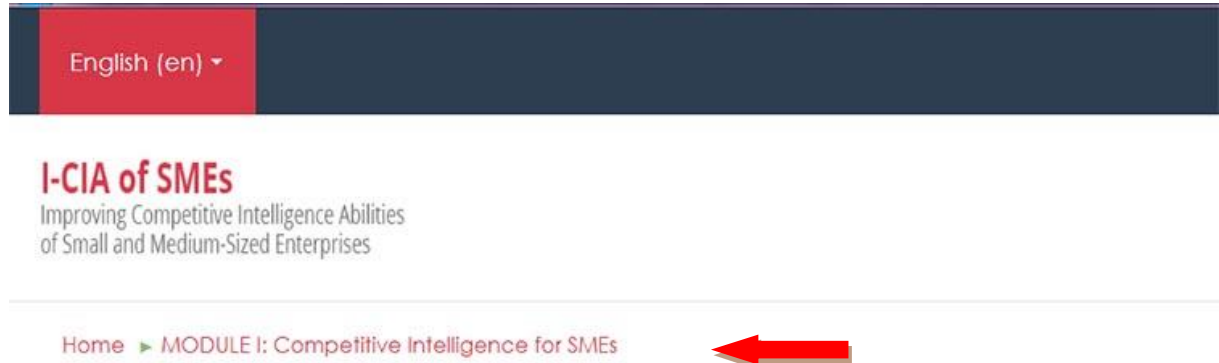 English (en)
I-CIA of SMEs
Improving Competitive Intelligence Abilities
of Small and Medium-Sized Enterprises
Home ► MODULE I: Competitive Intelligence for SMEs